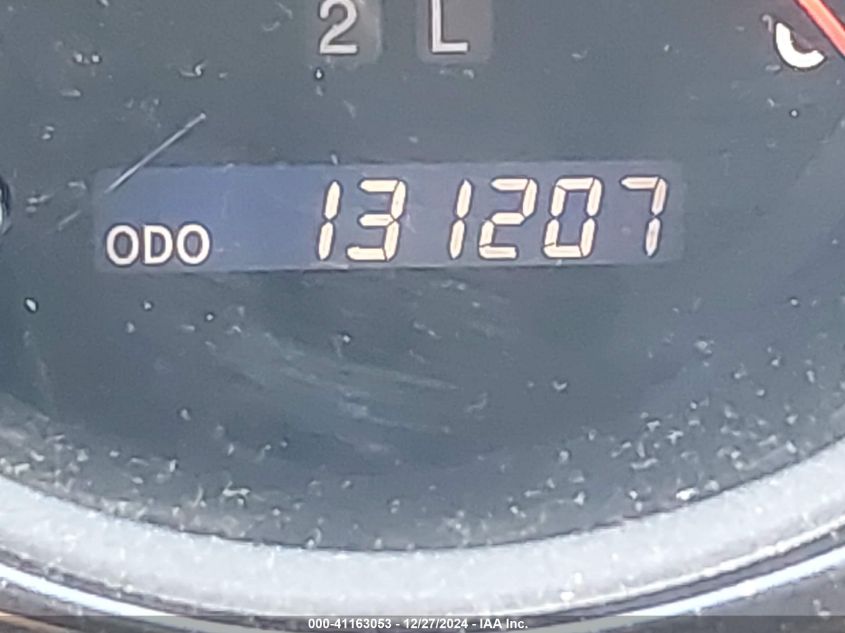 2 L
ODO 131207
000-41163053 - 12/27/2024 - IAA Inc.